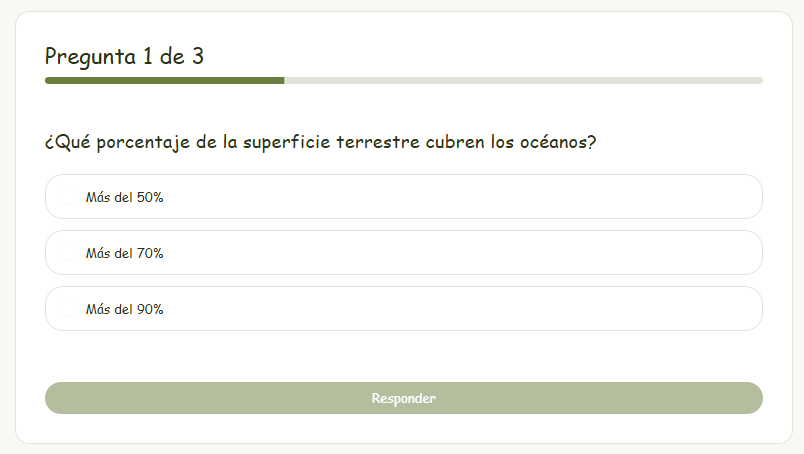 Pregunta 1 de 3
¿Qué porcentaje de la superficie terrestre cubren los océanos?
Más del 50%
Más del 70%
Más del 90%
Responder